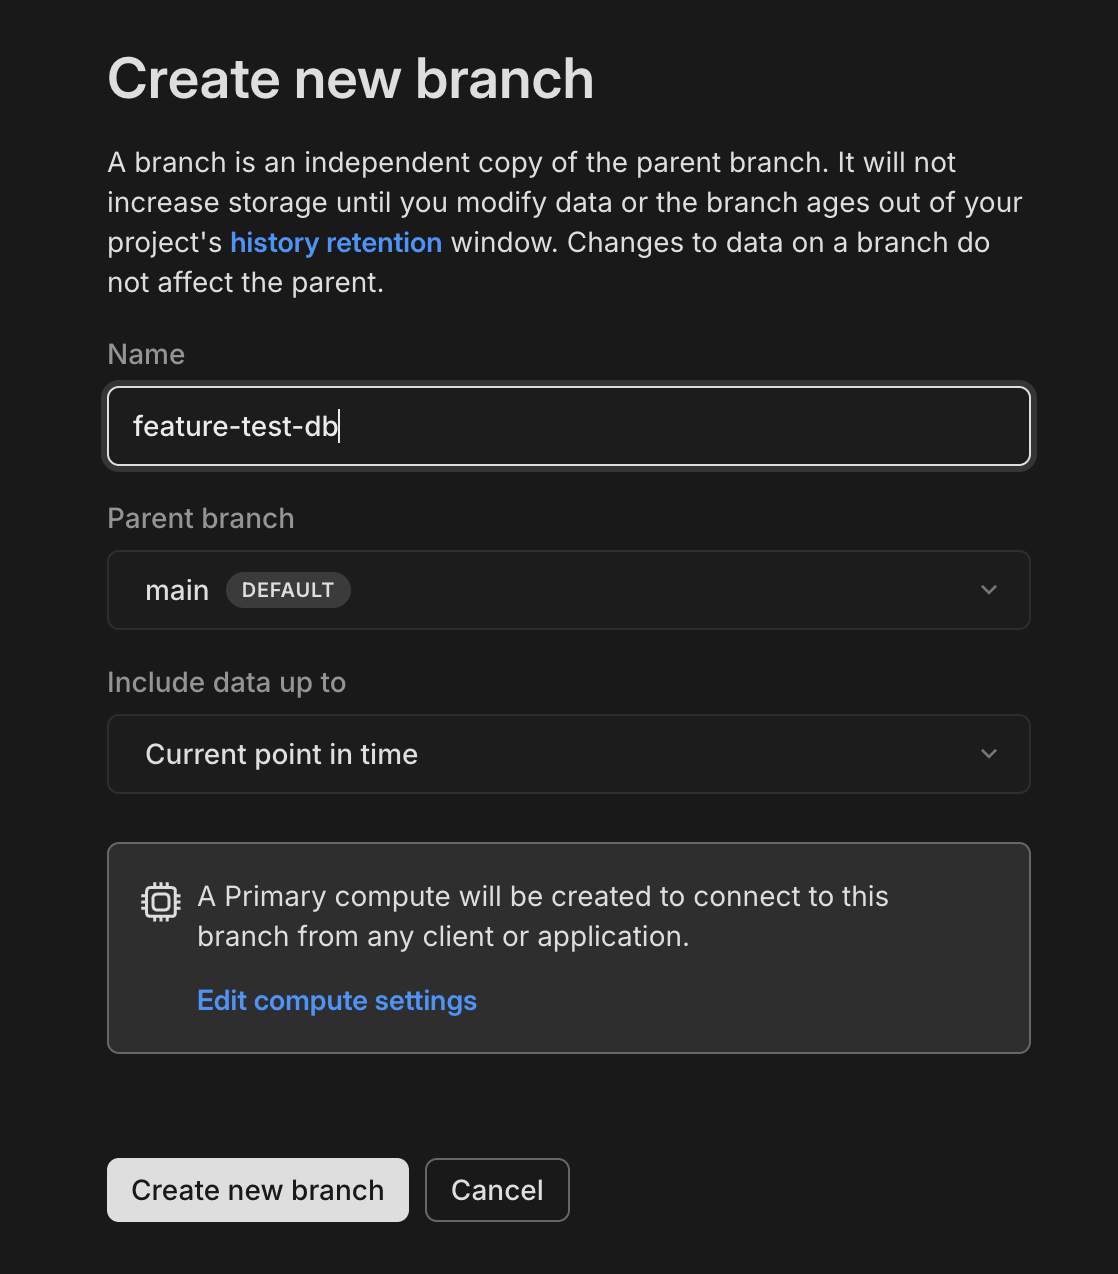 Create new branch
A branch is an independent copy of the parent branch. It will not
increase storage until you modify data or the branch ages out of your
project's history retention window. Changes to data on a branch do
not affect the parent.
Name
feature-test-db
Parent branch
main DEFAULT
Include data up to
Current point in time
A Primary compute will be created to connect to this
branch from any client or application.
Edit compute settings
Create new branch Cancel